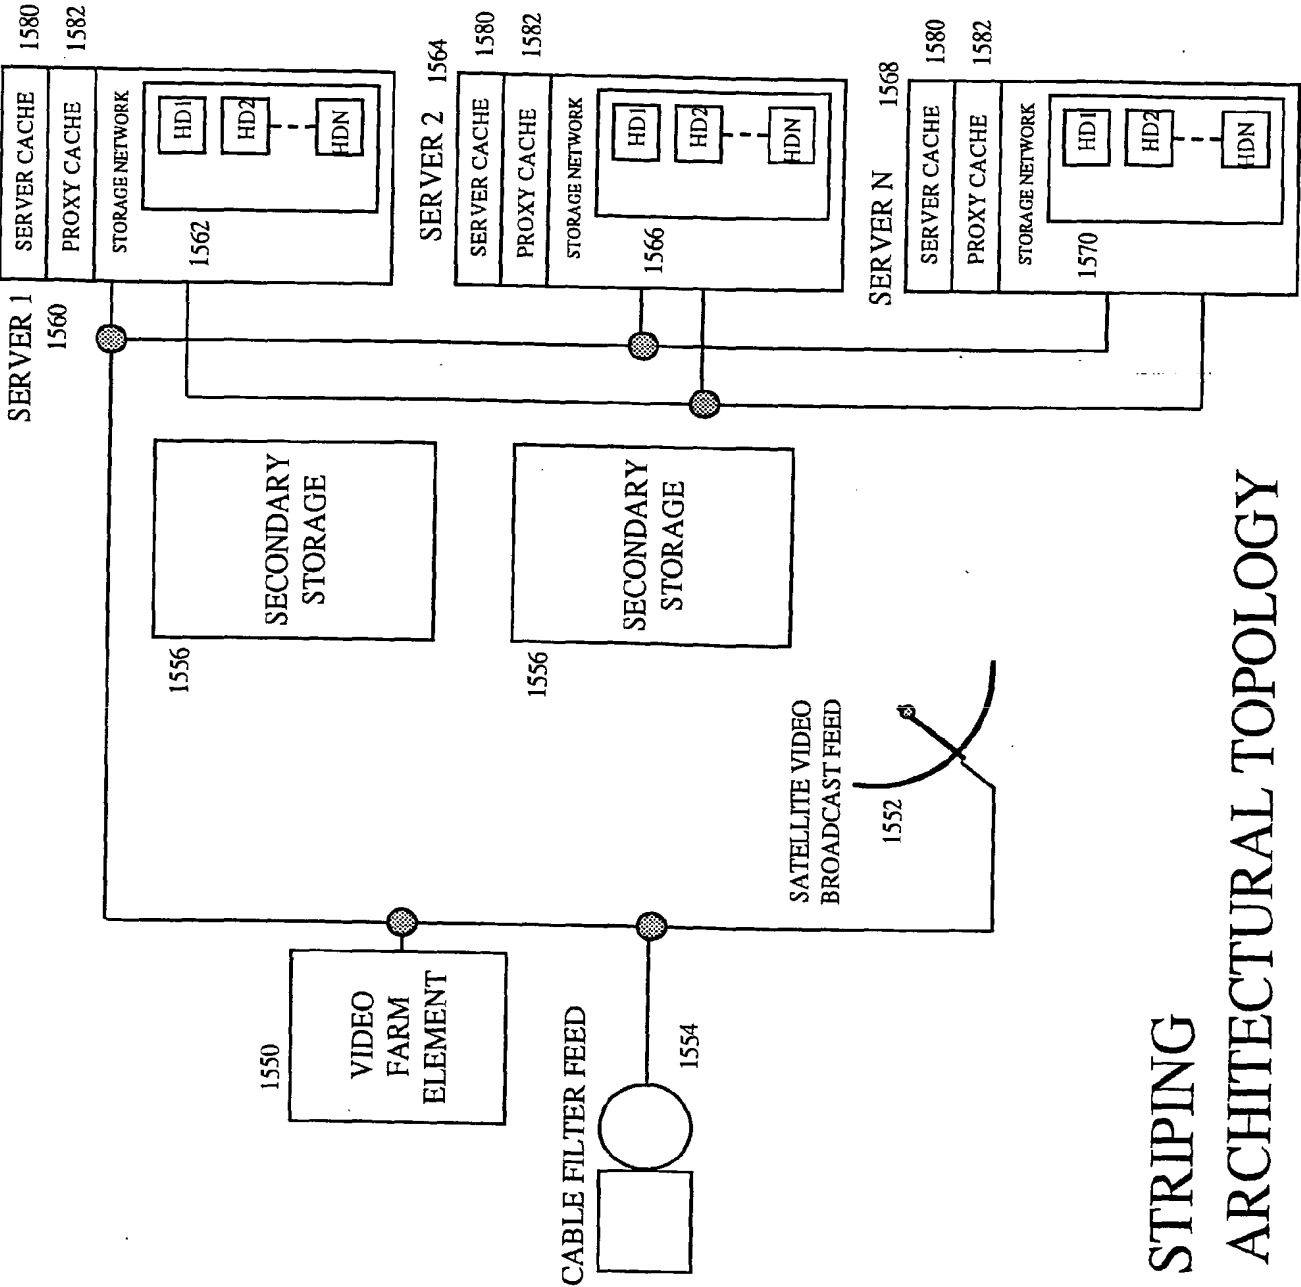 SERVER 1
1560
SERVER CACHE
1580
PROXY CACHE
1582
STORAGE NETWORK
HD1
HD2
HDN
1562
SERVER 2
1564
SERVER CACHE
1580
PROXY CACHE
1582
STORAGE NETWORK
HD1
HD2
HDN
1566
SERVER N
1568
SERVER CACHE
1580
PROXY CACHE
1582
STORAGE NETWORK
HD1
HD2
HDN
1570
SECONDARY
STORAGE
1556
SECONDARY
STORAGE
1556
1550
VIDEO
FARM
ELEMENT
CABLE FILTER FEED
1554
SATELLITE VIDEO
BROADCAST FEED
1552
STRIPING
ARCHITECTURAL TOPOLOGY